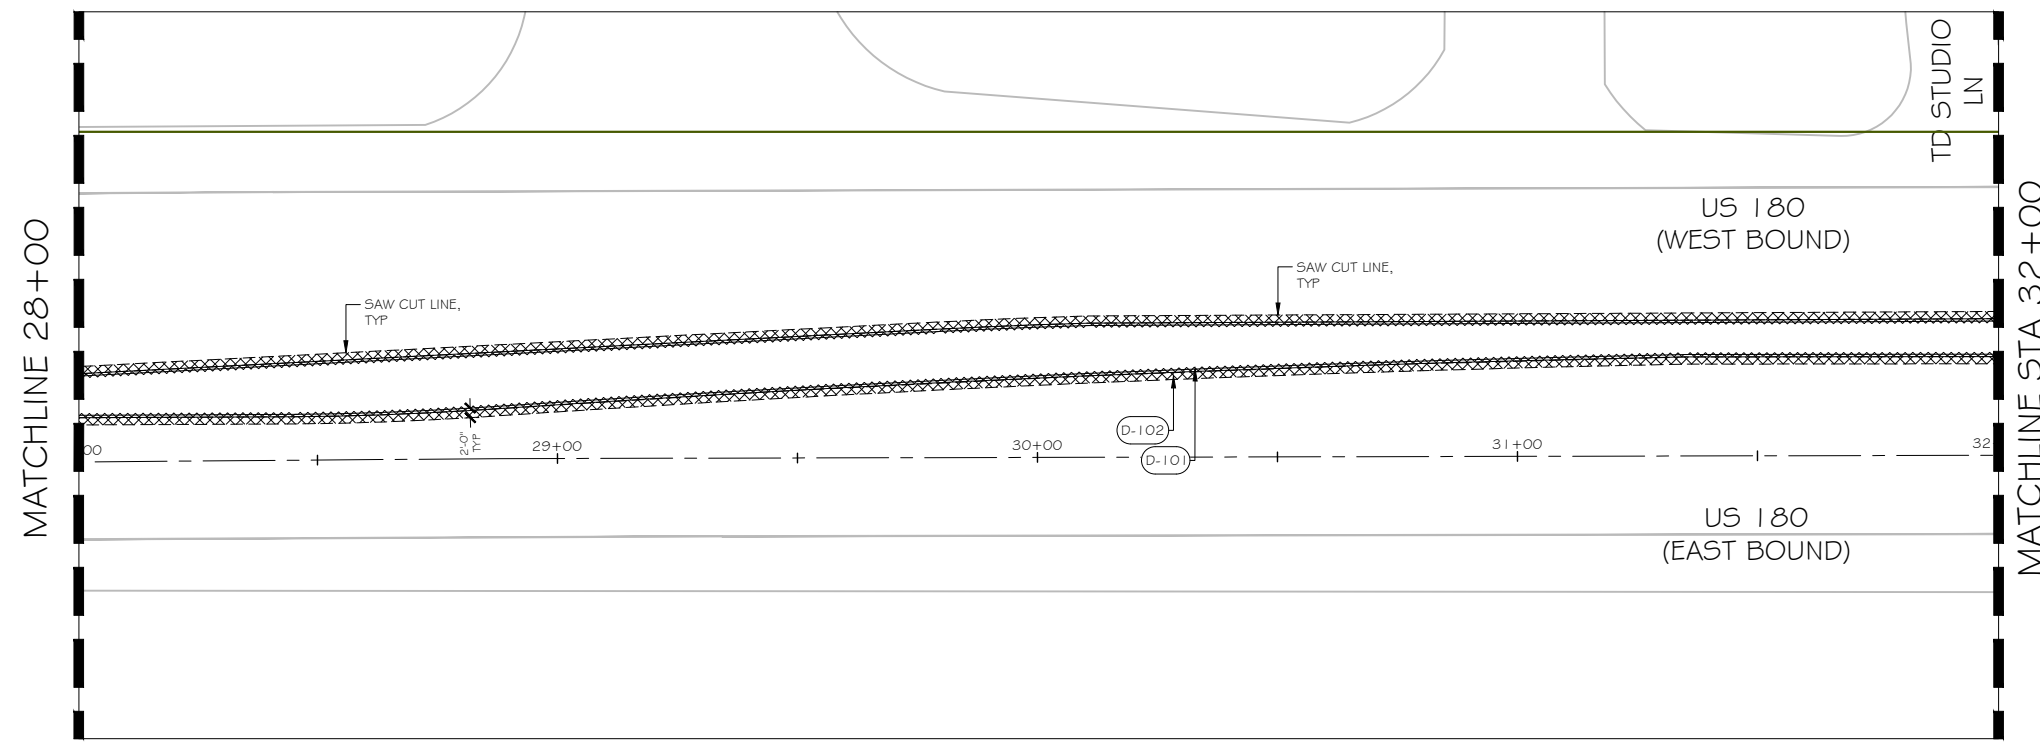 TD STUDIO
LN
US 180
(WEST BOUND)
MATCHLINE 28+00
MATCHLINE STA 32+00
SAW CUT LINE,
TYP
SAW CUT LINE,
TYP
D-102
D-101
2'-0"
TYP
00
29+00
30+00
31+00
32
US 180
(EAST BOUND)